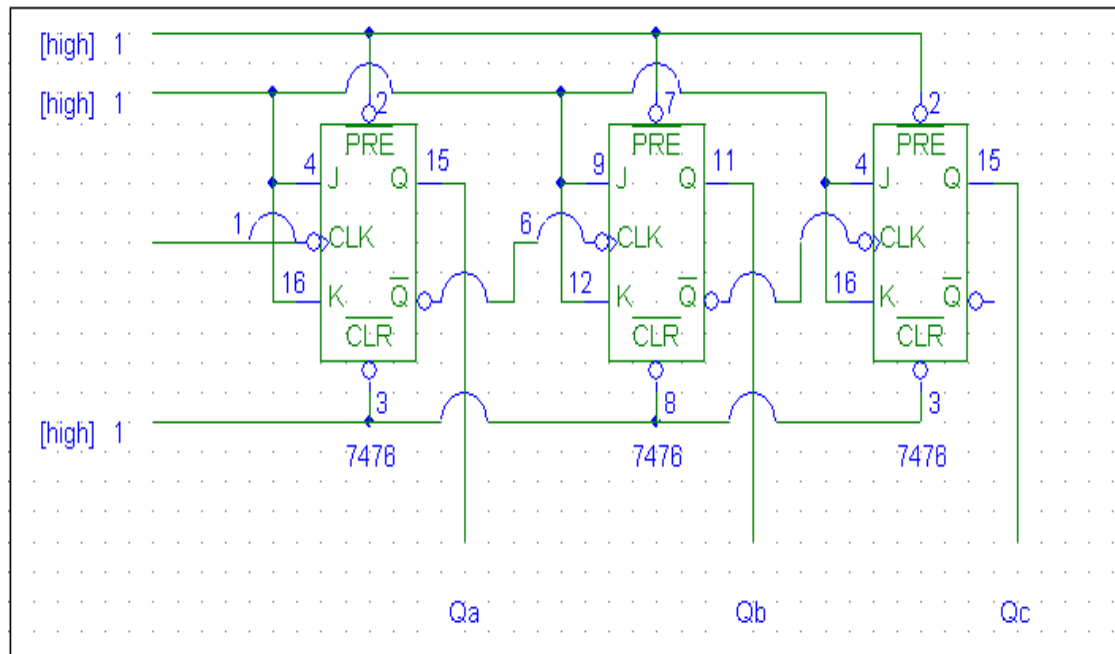 [high] 1
[high] 1
2 7 2
PRE PRE PRE
4 15 9 11 4 15
J Q J Q J Q
1 6
CLK CLK CLK
16 12 16
K Q K Q K Q
CLR CLR CLR
3 8 3
[high] 1
7476 7476 7476
Qa Qb Qc